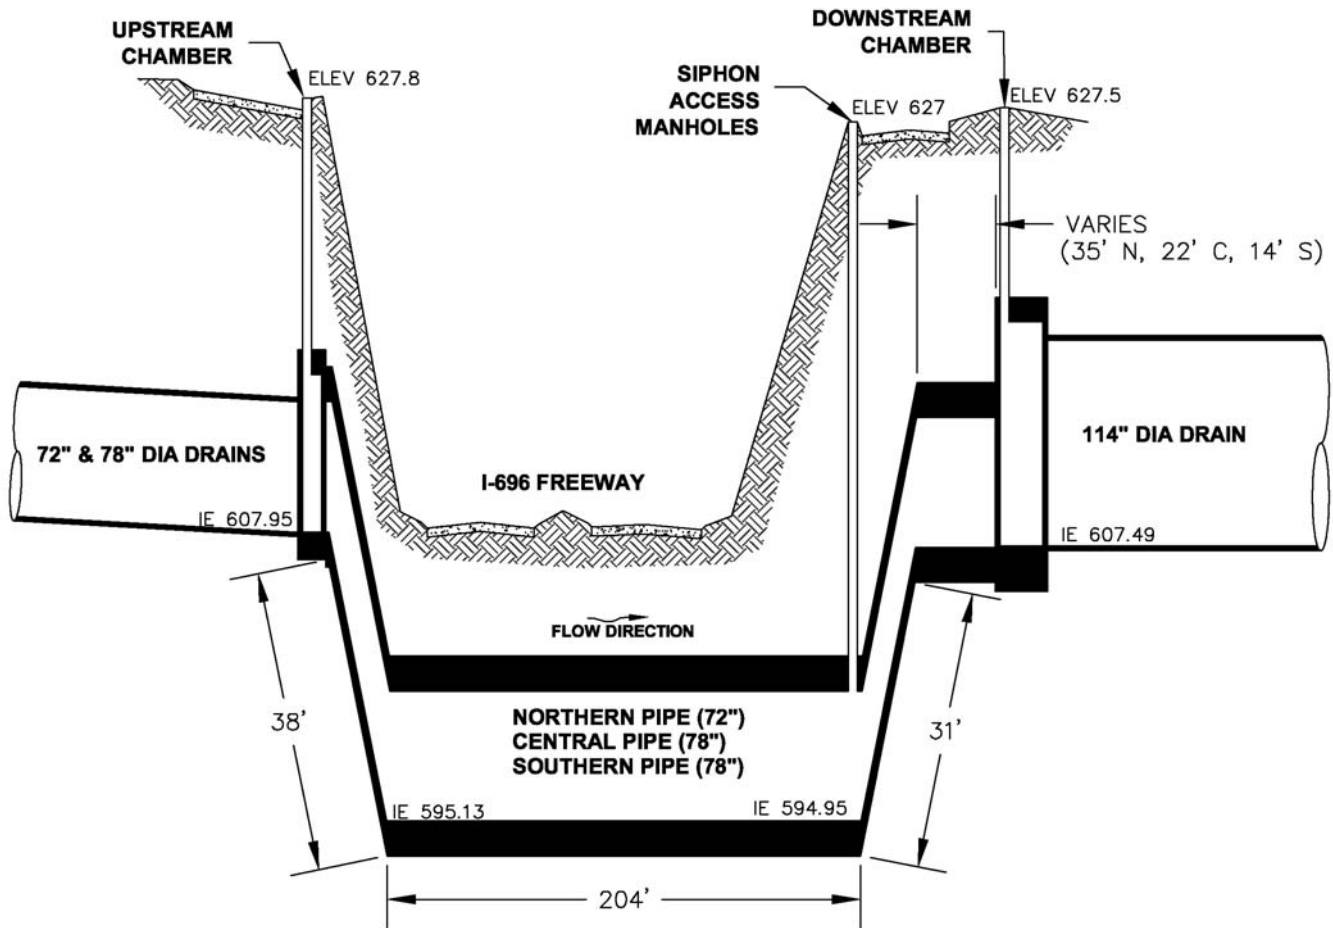 UPSTREAM
CHAMBER
ELEV 627.8
SIPHON
ACCESS
MANHOLES
ELEV 627
DOWNSTREAM
CHAMBER
ELEV 627.5
VARIES
(35' N, 22' C, 14' S)
72" & 78" DIA DRAINS
IE 607.95
I-696 FREEWAY
114" DIA DRAIN
IE 607.49
FLOW DIRECTION
38'
NORTHERN PIPE (72")
CENTRAL PIPE (78")
SOUTHERN PIPE (78")
31'
IE 595.13
IE 594.95
204'